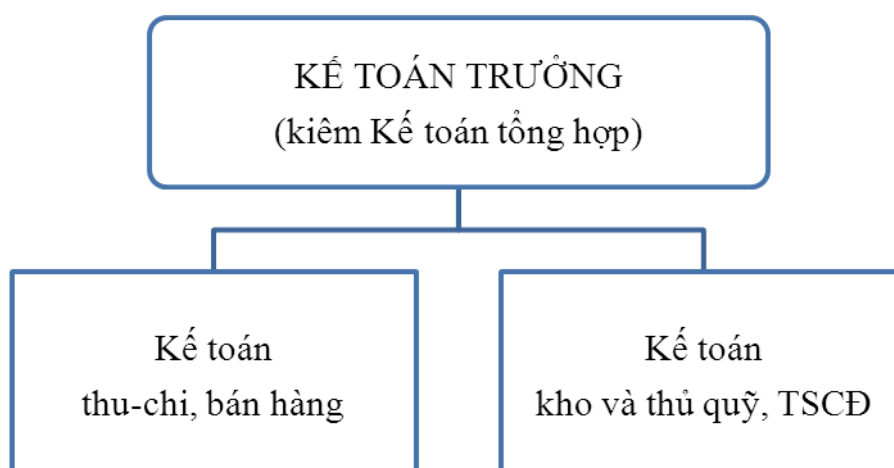 KẾ TOÁN TRƯỞNG
(kiêm Kế toán tổng hợp)
Kế toán
thu-chi, bán hàng
Kế toán
kho và thủ quỹ, TSCĐ